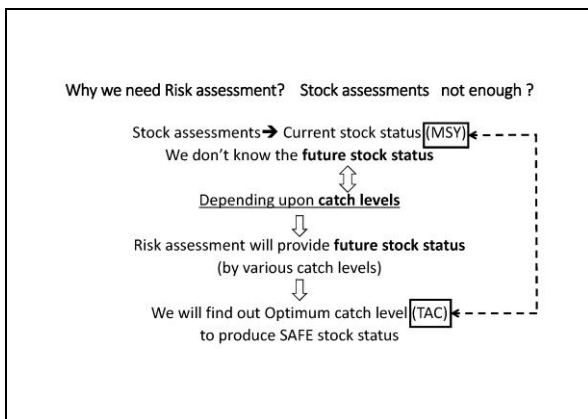 Why we need Risk assessment? Stock assessments not enough ?
Stock assessments➔ Current stock status (MSY)
We don't know the future stock status
Depending upon catch levels
Risk assessment will provide future stock status
(by various catch levels)
We will find out Optimum catch level (TAC)
to produce SAFE stock status